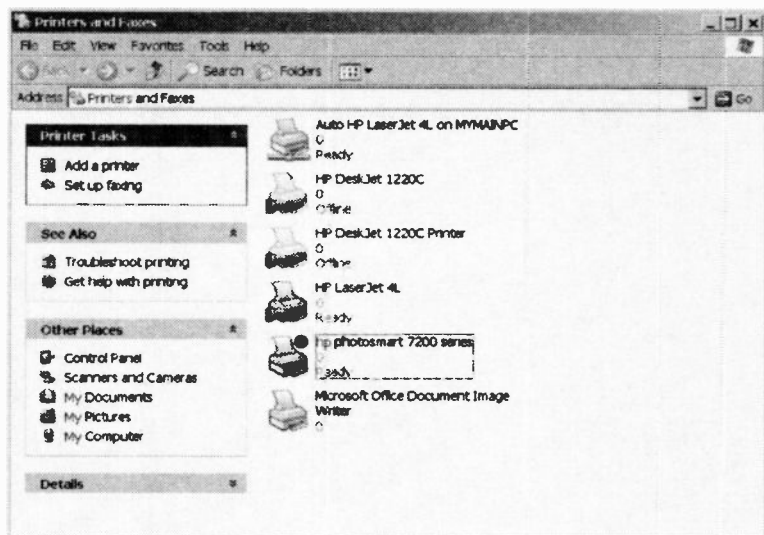 Printers and Faxes
File Edit View Favorites Tools Help
Back Search Folders
Address Printers and Faxes Go
Printer Tasks
Add a printer
Set up faxing
See Also
Troubleshoot printing
Get help with printing
Other Places
Control Panel
Scanners and Cameras
My Documents
My Pictures
My Computer
Details
Auto HP LaserJet 4L on MYMAINPC
0
Ready
HP DeskJet 1220C
0
Offline
HP DeskJet 1220C Printer
0
Offline
HP LaserJet 4L
0
Ready
hp photosmart 7200 series
0
Ready
Microsoft Office Document Image
Writer
0